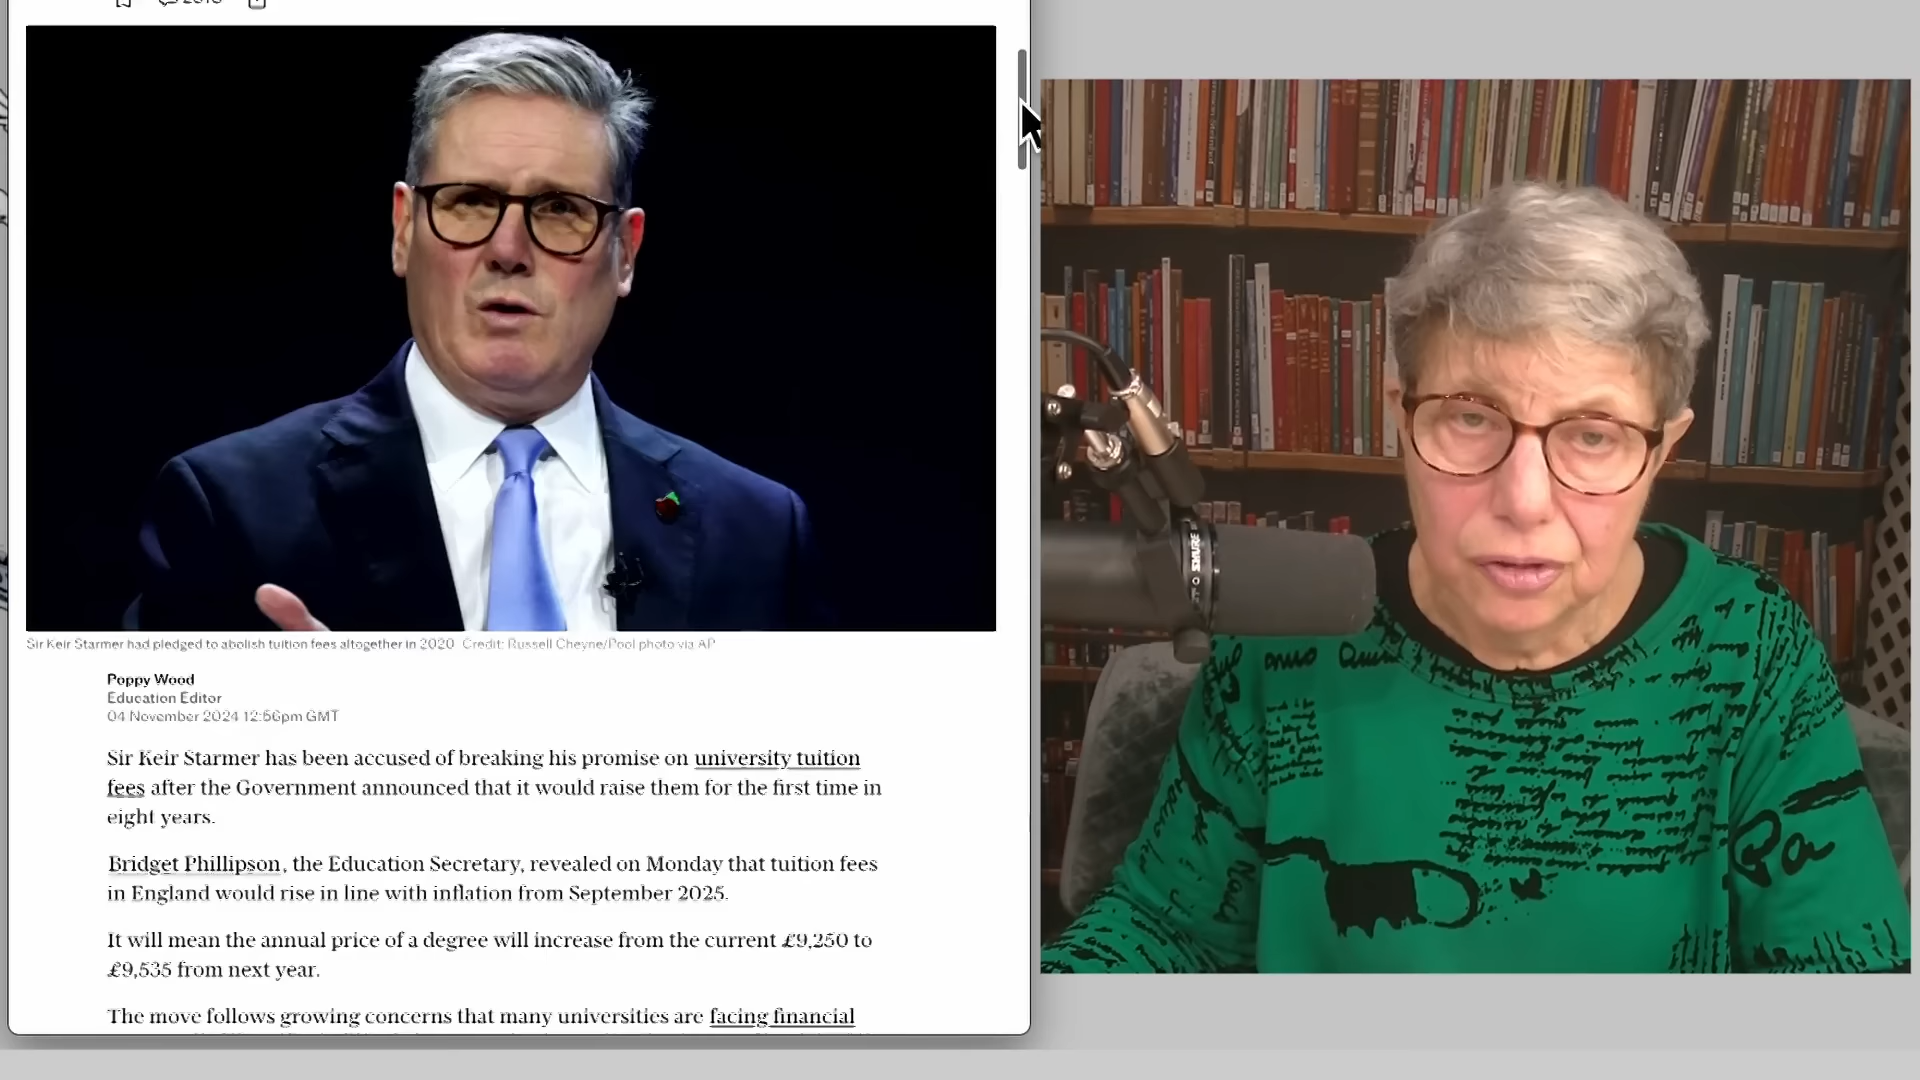 Sir Keir Starmer had pledged to abolish tuition fees altogether in 2020 Credit: Russell Cheyne/Pool photo via AP
Poppy Wood
Education Editor
04 November 2024 12:56pm GMT
Sir Keir Starmer has been accused of breaking his promise on university tuition
fees after the Government announced that it would raise them for the first time in
eight years.
Bridget Phillipson, the Education Secretary, revealed on Monday that tuition fees
in England would rise in line with inflation from September 2025.
It will mean the annual price of a degree will increase from the current £9,250 to
£9,535 from next year.
The move follows growing concerns that many universities are facing financial
SHURE